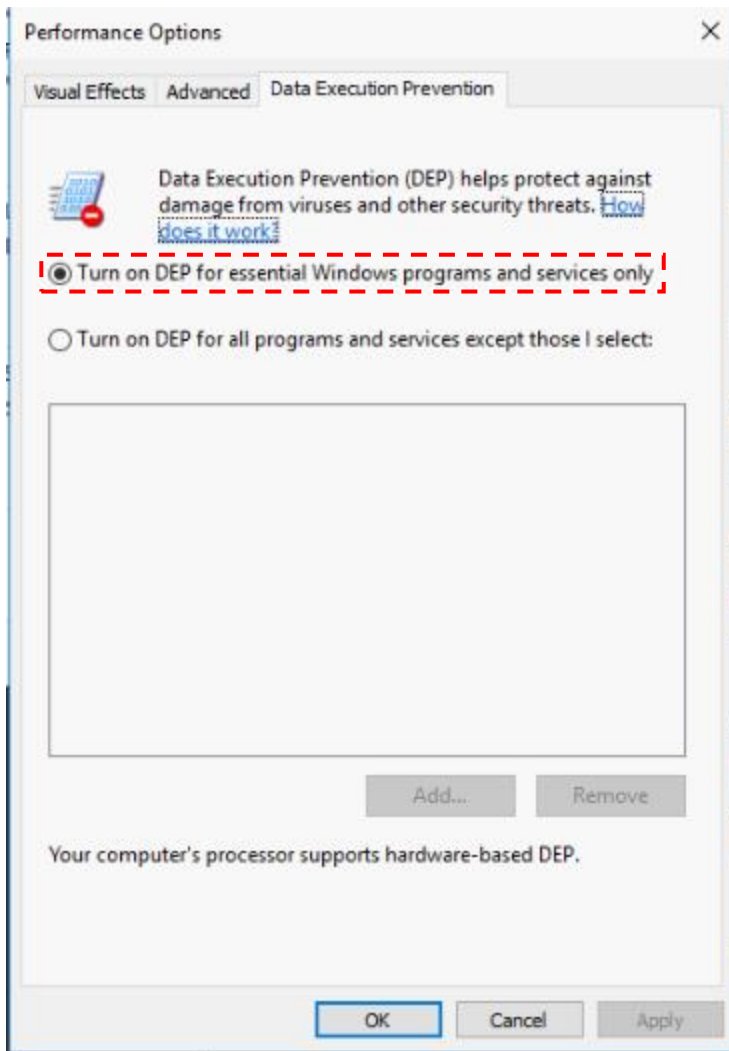 Performance Options
Visual Effects Advanced Data Execution Prevention
Data Execution Prevention (DEP) helps protect against
damage from viruses and other security threats. How
does it work?
Turn on DEP for essential Windows programs and services only
Turn on DEP for all programs and services except those I select:
Add... Remove
Your computer's processor supports hardware-based DEP.
OK Cancel Apply